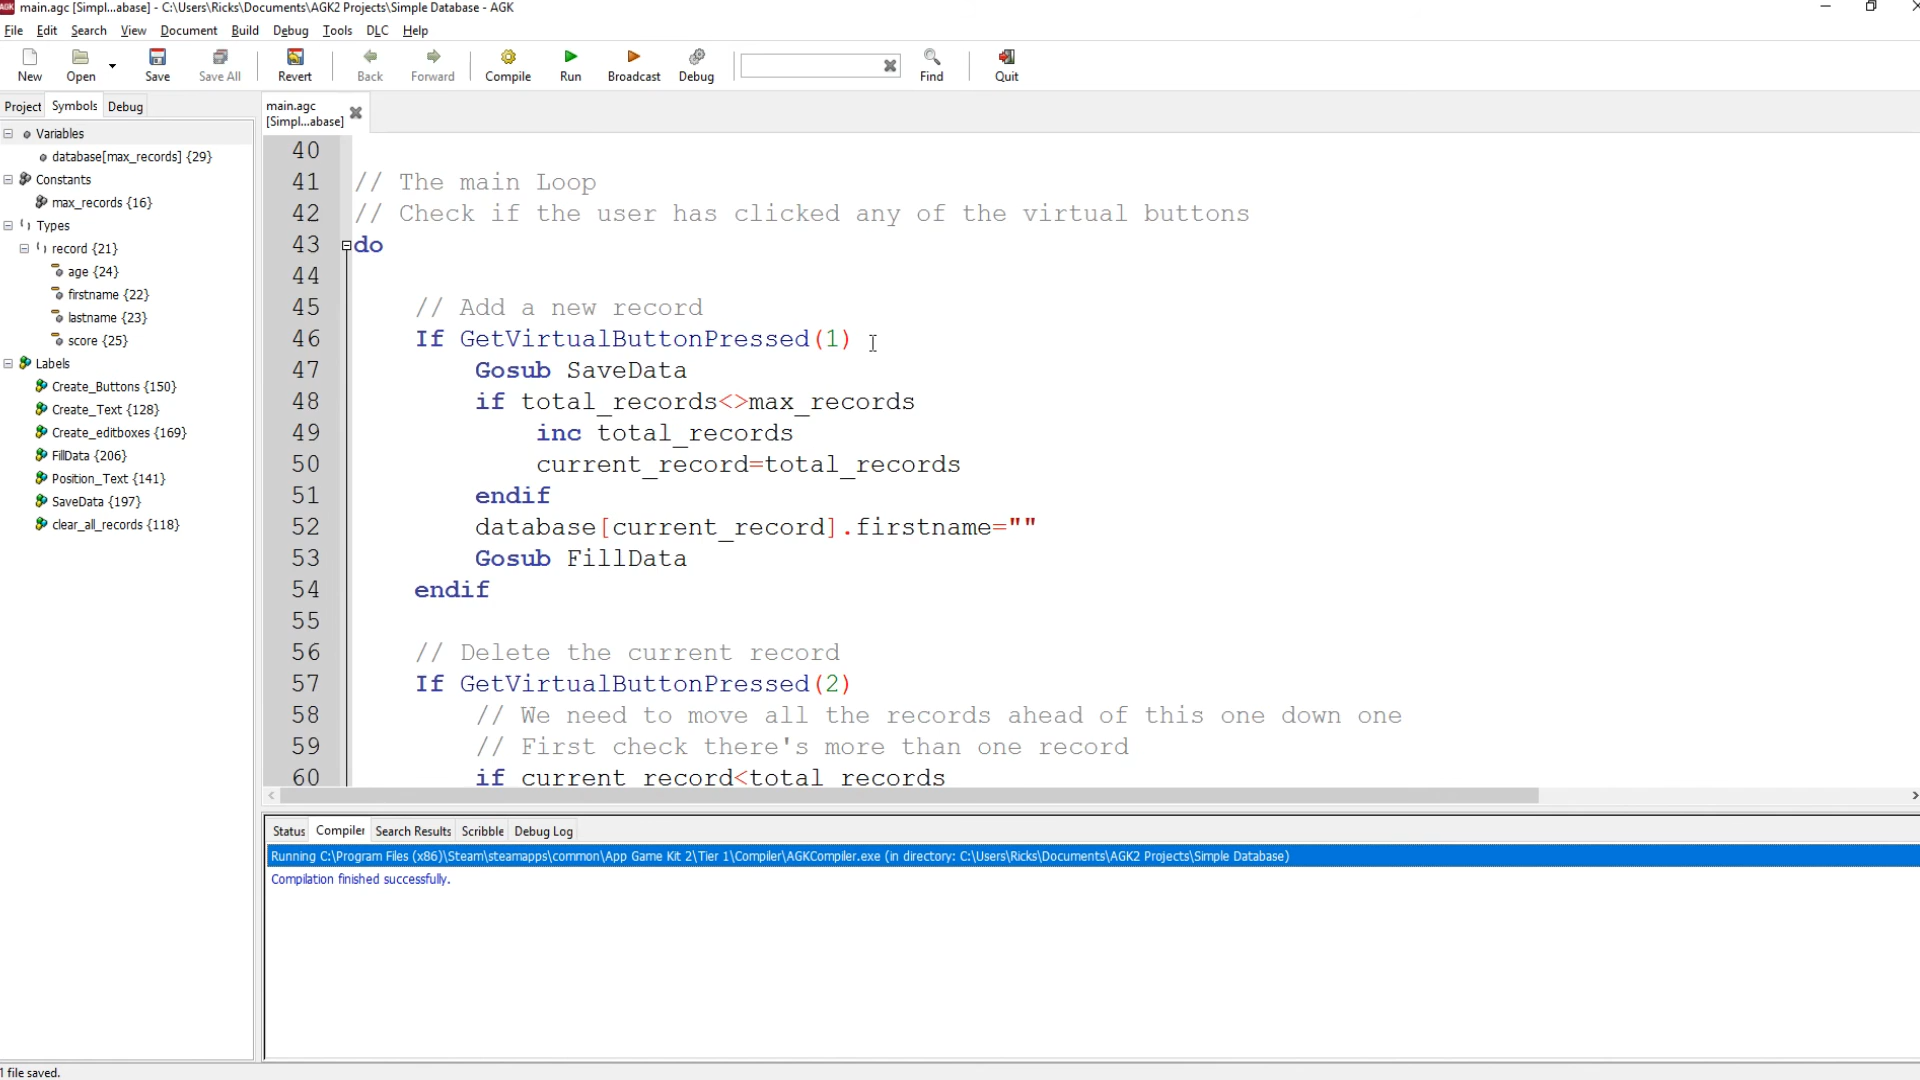 main.agc [Simpl...abase] - C:\Users\Ricks\Documents\AGK2 Projects\Simple Database - AGK
File Edit Search View Document Build Debug Tools DLC Help
New Open Save Save All Revert Back Forward Compile Run Broadcast Debug Find Quit
Project Symbols Debug
Variables
database[max_records] {29}
Constants
max_records {16}
Types
record {21}
age {24}
firstname {22}
lastname {23}
score {25}
Labels
Create_Buttons {150}
Create_Text {128}
Create_editboxes {169}
FillData {206}
Position_Text {141}
SaveData {197}
clear_all_records {118}
main.agc
[Simpl...abase]
40
41 // The main Loop
42 // Check if the user has clicked any of the virtual buttons
43 do
44
45 // Add a new record
46 If GetVirtualButtonPressed(1)
47 Gosub SaveData
48 if total_records<>max_records
49 inc total_records
50 current_record=total_records
51 endif
52 database[current_record].firstname=""
53 Gosub FillData
54 endif
55
56 // Delete the current record
57 If GetVirtualButtonPressed(2)
58 // We need to move all the records ahead of this one down one
59 // First check there's more than one record
60 if current_record<total_records
Status Compiler Search Results Scribble Debug Log
Running C:\Program Files (x86)\Steam\steamapps\common\App Game Kit 2\Tier 1\Compiler\AGKCompiler.exe (in directory: C:\Users\Ricks\Documents\AGK2 Projects\Simple Database)
Compilation finished successfully.
1 file saved.